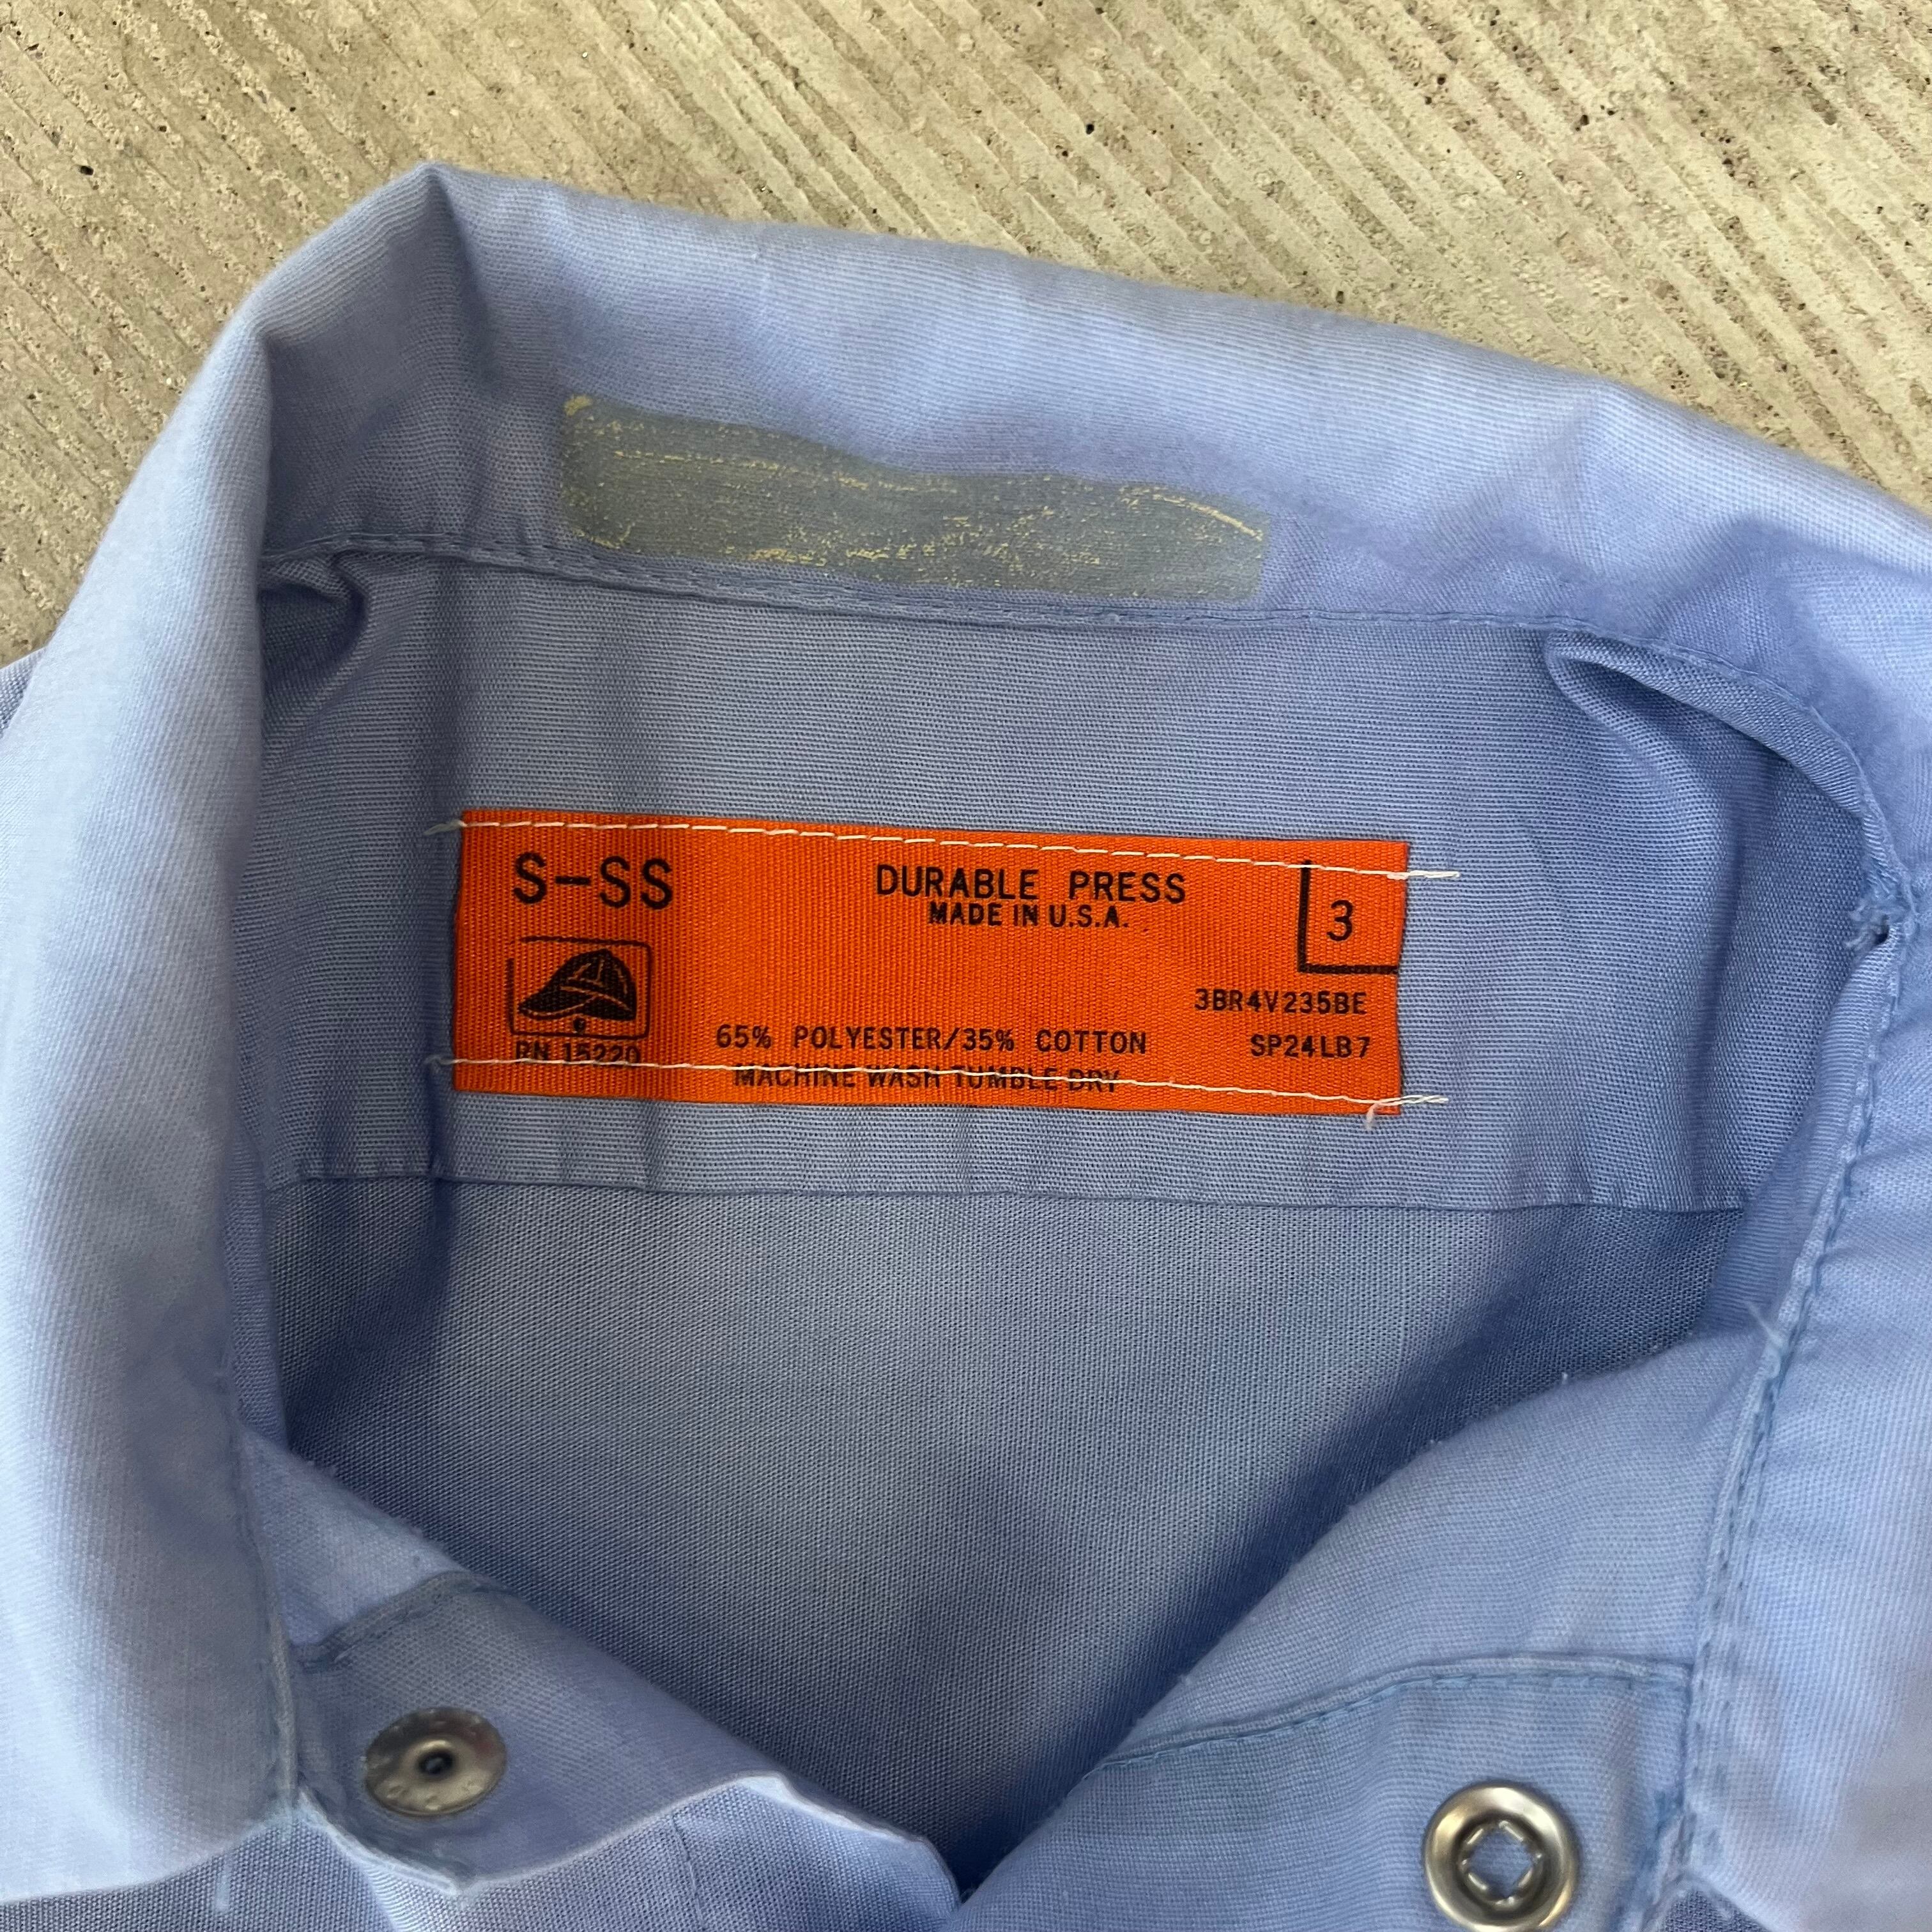 S-SS
DURABLE PRESS
MADE IN U.S.A.
3
3BR4V235BE
65% POLYESTER/35% COTTON
SP24LB7
RN 15220
MACHINE WASH TUMBLE DRY